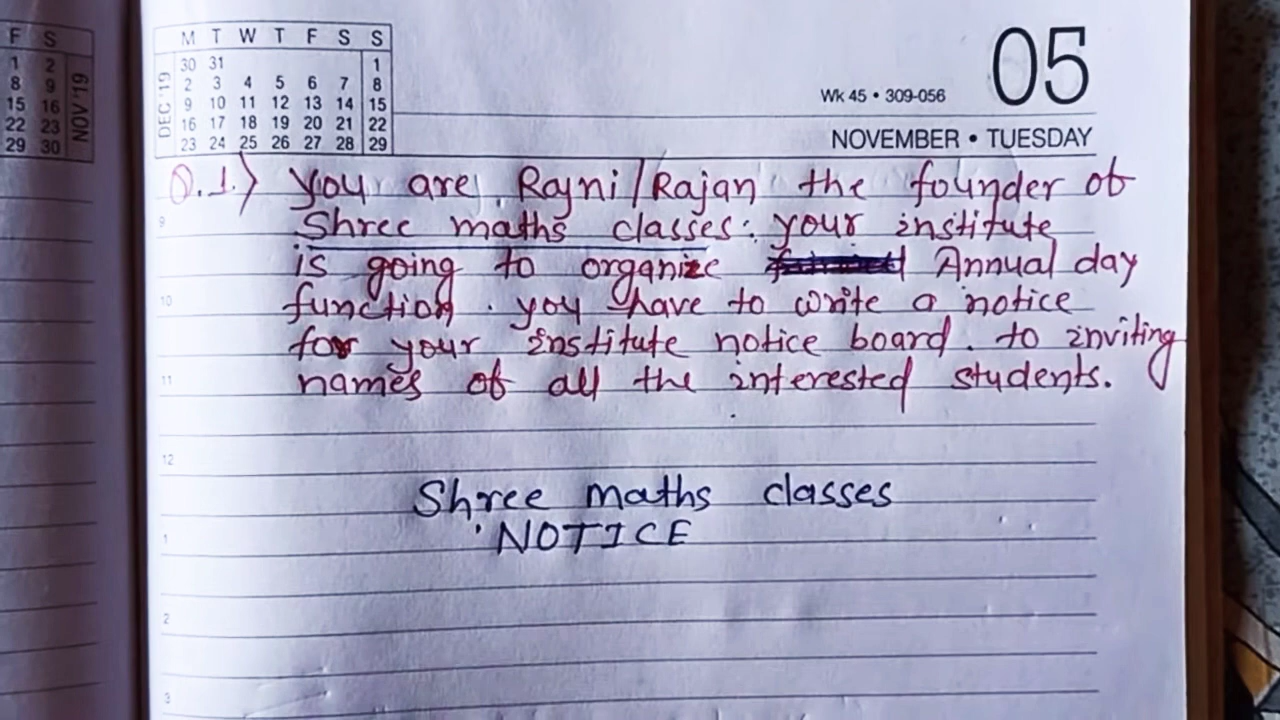 F S
1 2
8 9
15 16
22 23
29 30
NOV '19
M T W T F S S
30 31 1
2 3 4 5 6 7 8
9 10 11 12 13 14 15
16 17 18 19 20 21 22
23 24 25 26 27 28 29
DEC '19
Wk 45 • 309-056
05
NOVEMBER • TUESDAY
Q.1.) You are Rajni/Rajan the founder of
9
Shree maths classes. your institute
is going to organize Annual day
10
function. you have to write a notice
for your institute notice board. to inviting
11
names of all the interested students.
12
Shree maths classes
1
NOTICE
2
3